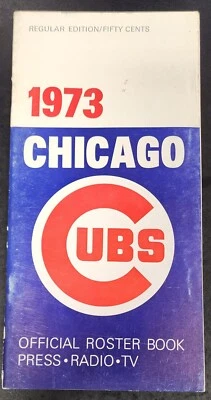 REGULAR EDITION/FIFTY CENTS
1973
CHICAGO
CUBS
OFFICIAL ROSTER BOOK
PRESS•RADIO•TV